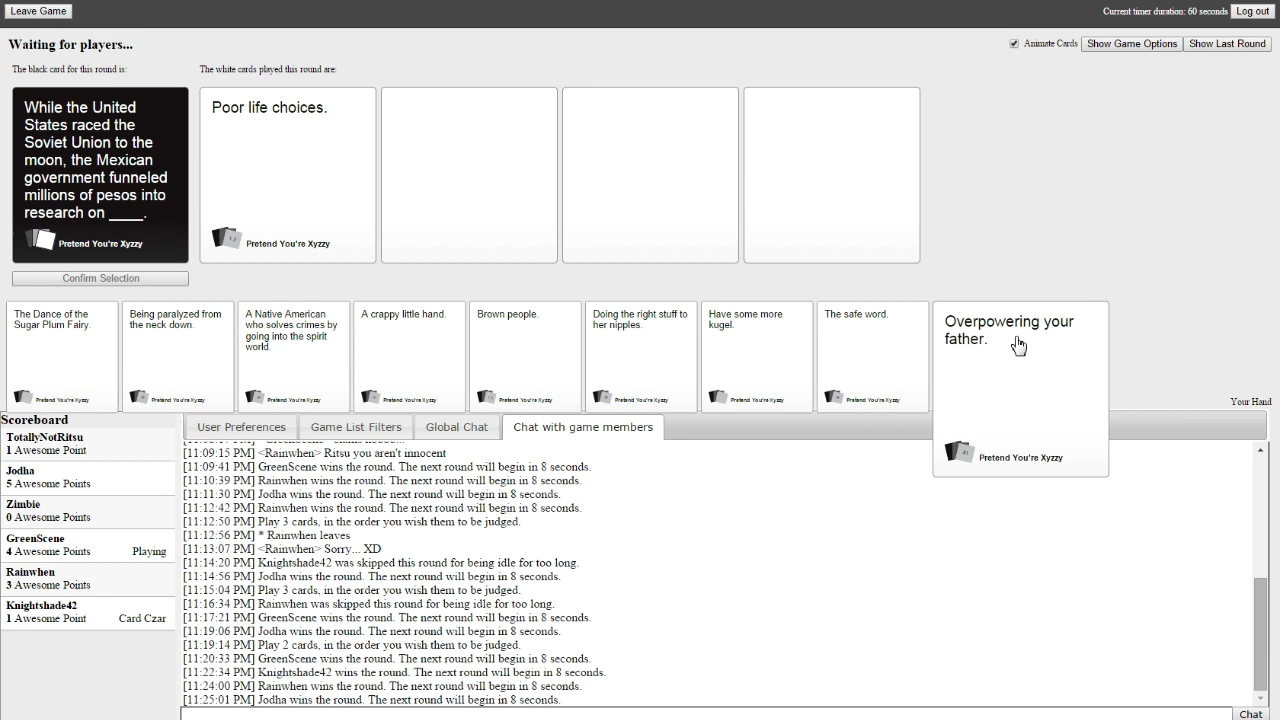 Leave Game
Current timer duration: 60 seconds
Log out
Waiting for players...
Animate Cards
Show Game Options
Show Last Round
The black card for this round is:
The white cards played this round are:
While the United
States raced the
Soviet Union to the
moon, the Mexican
government funneled
millions of pesos into
research on ____.
Pretend You're Xyzzy
Poor life choices.
Pretend You're Xyzzy
Confirm Selection
The Dance of the
Sugar Plum Fairy.
Pretend You're Xyzzy
Being paralyzed from
the neck down.
Pretend You're Xyzzy
A Native American
who solves crimes by
going into the spirit
world.
Pretend You're Xyzzy
A crappy little hand.
Pretend You're Xyzzy
Brown people.
Pretend You're Xyzzy
Doing the right stuff to
her nipples.
Pretend You're Xyzzy
Have some more
kugel.
Pretend You're Xyzzy
The safe word.
Pretend You're Xyzzy
Overpowering your
father.
Pretend You're Xyzzy
Your Hand
Scoreboard
TotallyNotRitsu
1 Awesome Point
Jodha
5 Awesome Points
Zimbie
0 Awesome Points
GreenScene
4 Awesome Points Playing
Rainwhen
3 Awesome Points
Knightshade42
1 Awesome Point Card Czar
User Preferences
Game List Filters
Global Chat
Chat with game members
[11:09:15 PM] <Rainwhen> Ritsu you aren't innocent
[11:09:41 PM] GreenScene wins the round. The next round will begin in 8 seconds.
[11:10:39 PM] Rainwhen wins the round. The next round will begin in 8 seconds.
[11:11:30 PM] Jodha wins the round. The next round will begin in 8 seconds.
[11:12:42 PM] Rainwhen wins the round. The next round will begin in 8 seconds.
[11:12:50 PM] Play 3 cards, in the order you wish them to be judged.
[11:12:56 PM] * Rainwhen leaves
[11:13:07 PM] <Rainwhen> Sorry... XD
[11:14:20 PM] Knightshade42 was skipped this round for being idle for too long.
[11:14:56 PM] Jodha wins the round. The next round will begin in 8 seconds.
[11:15:04 PM] Play 3 cards, in the order you wish them to be judged.
[11:16:34 PM] Rainwhen was skipped this round for being idle for too long.
[11:17:21 PM] GreenScene wins the round. The next round will begin in 8 seconds.
[11:19:06 PM] Jodha wins the round. The next round will begin in 8 seconds.
[11:19:14 PM] Play 2 cards, in the order you wish them to be judged.
[11:20:33 PM] GreenScene wins the round. The next round will begin in 8 seconds.
[11:22:34 PM] Knightshade42 wins the round. The next round will begin in 8 seconds.
[11:24:00 PM] Rainwhen wins the round. The next round will begin in 8 seconds.
[11:25:01 PM] Jodha wins the round. The next round will begin in 8 seconds.
Chat